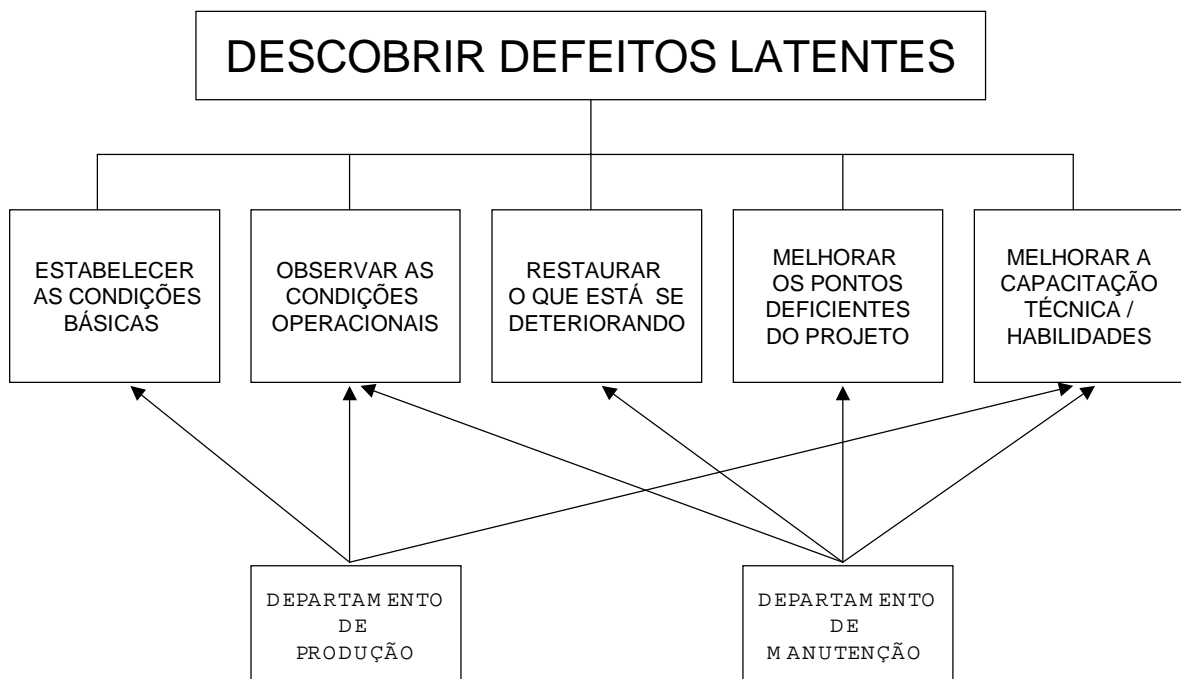 DESCOBRIR DEFEITOS LATENTES
ESTABELECER
AS CONDIÇÕES
BÁSICAS
OBSERVAR AS
CONDIÇÕES
OPERACIONAIS
RESTAURAR
O QUE ESTÁ SE
DETERIORANDO
MELHORAR
OS PONTOS
DEFICIENTES
DO PROJETO
MELHORAR A
CAPACITAÇÃO
TÉCNICA /
HABILIDADES
DEPARTAMENTO
DE
PRODUÇÃO
DEPARTAMENTO
DE
MANUTENÇÃO